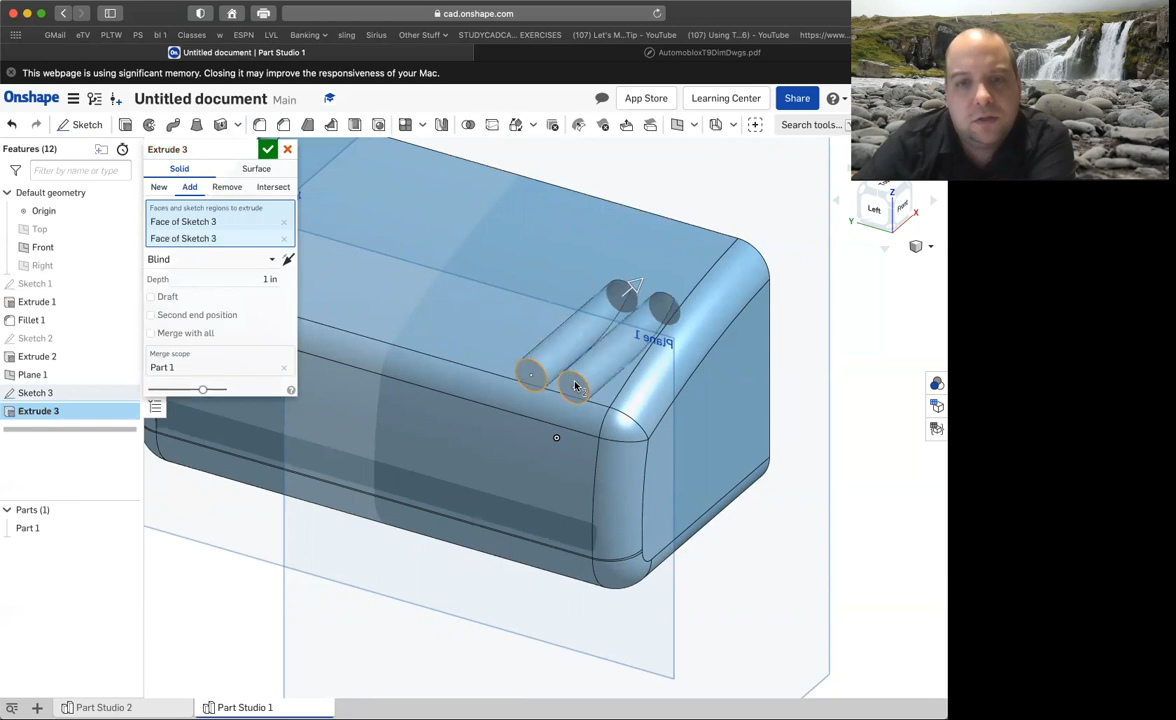 cad.onshape.com
GMail eTV PLTW PS bl 1 Classes w ESPN LVL Banking sling Sirius Other Stuff STUDYCADCA... EXERCISES (107) Let's M...Tip - YouTube (107) Using T...6) - YouTube https://www...
On Untitled document | Part Studio 1
AutomobloxT9DimDwgs.pdf
This webpage is using significant memory. Closing it may improve the responsiveness of your Mac.
Onshape Untitled document Main App Store Learning Center Share
Sketch Search tools...
Features (12)
Filter by name or type
Default geometry
Origin
Top
Front
Right
Sketch 1
Extrude 1
Fillet 1
Sketch 2
Extrude 2
Plane 1
Sketch 3
Extrude 3
Parts (1)
Part 1
Extrude 3
Solid Surface
New Add Remove Intersect
Faces and sketch regions to extrude
Face of Sketch 3
Face of Sketch 3
Blind
Depth 1 in
Draft
Second end position
Merge with all
Merge scope
Part 1
Plane 1
Z
Left Front
Y X
Part Studio 2 Part Studio 1